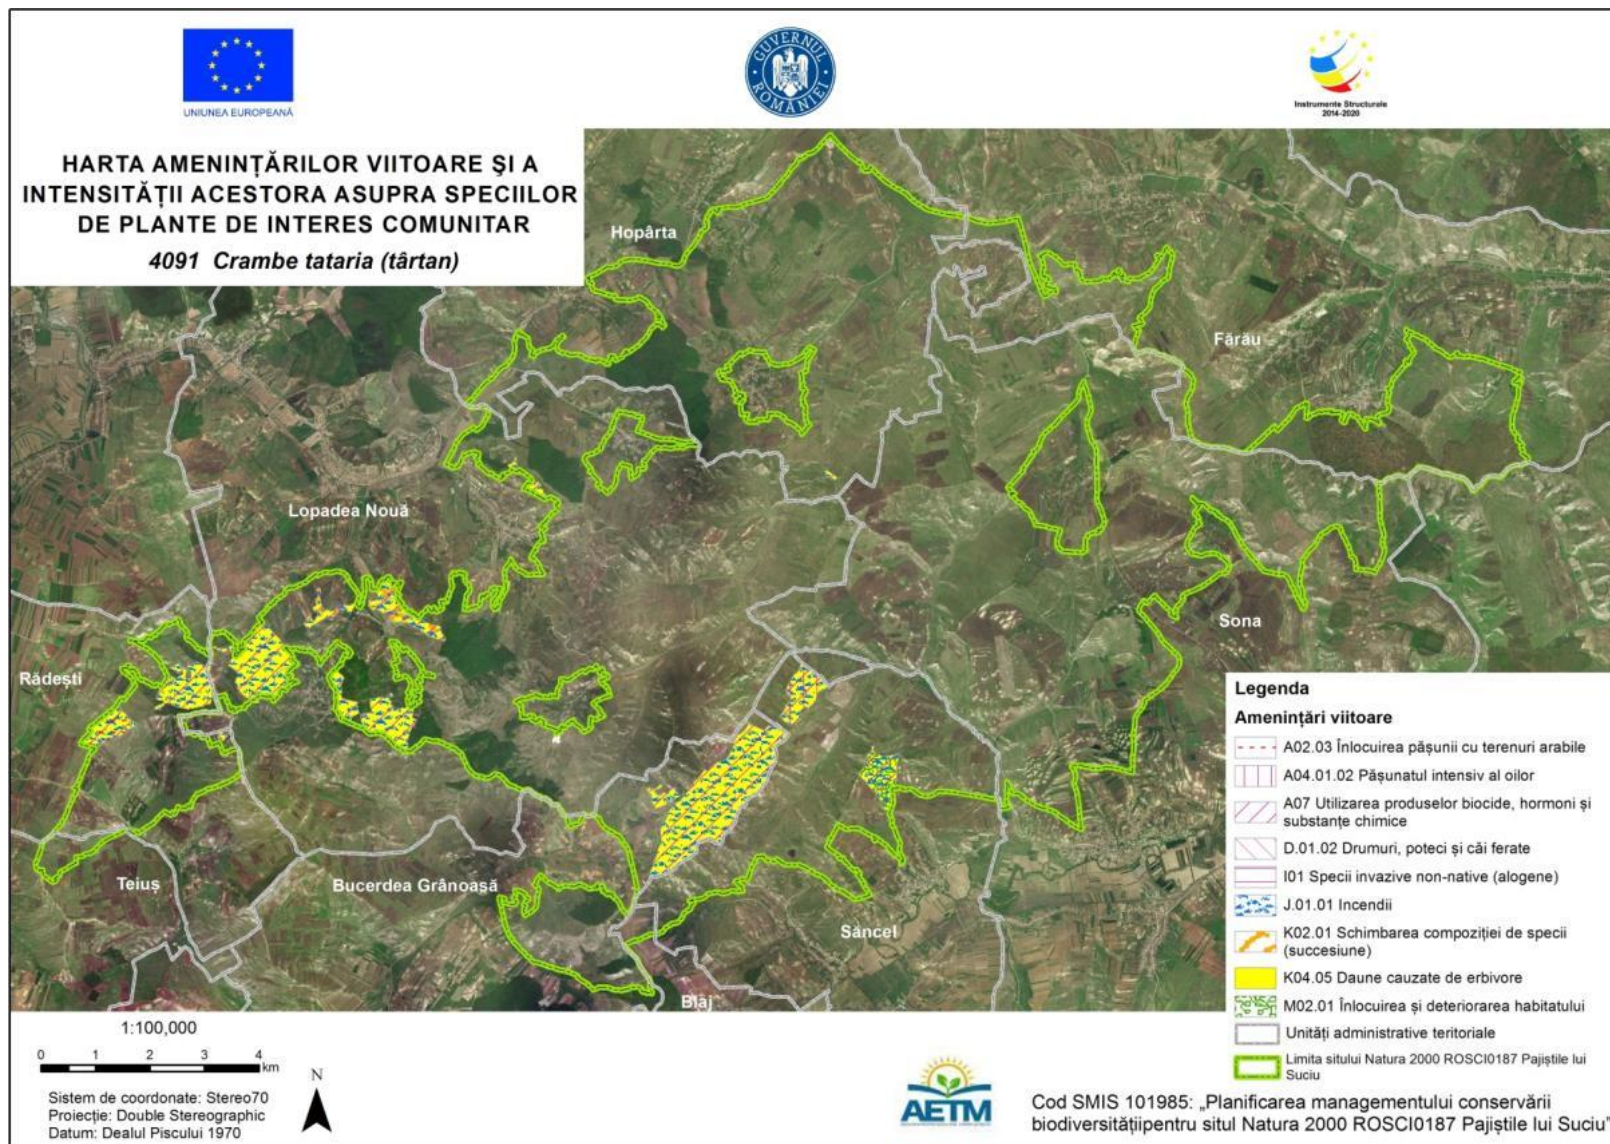 UNIUNEA EUROPEANĂ
GUVERNUL ROMÂNIEI
Instrumente Structurale
2014-2020
HARTA AMENINȚĂRILOR VIITOARE ȘI A
INTENSITĂȚII ACESTORA ASUPRA SPECIILOR
DE PLANTE DE INTERES COMUNITAR
4091 Crambe tataria (târtan)
Hopârta
Fărău
Lopadea Nouă
Sona
Rădești
Teiuș
Bucerdea Grânoasă
Sâncel
Blaj
Legenda
Amenințări viitoare
A02.03 Înlocuirea pășunii cu terenuri arabile
A04.01.02 Pășunatul intensiv al oilor
A07 Utilizarea produselor biocide, hormoni și
substanțe chimice
D.01.02 Drumuri, poteci și căi ferate
I01 Specii invazive non-native (alogene)
J.01.01 Incendii
K02.01 Schimbarea compoziției de specii
(succesiune)
K04.05 Daune cauzate de erbivore
M02.01 Înlocuirea și deteriorarea habitatului
Unități administrative teritoriale
Limita sitului Natura 2000 ROSCI0187 Pajiștile lui
Suciu
1:100,000
0 1 2 3 4
km
N
Sistem de coordonate: Stereo70
Proiecție: Double Stereographic
Datum: Dealul Piscului 1970
AETM
Cod SMIS 101985: „Planificarea managementului conservării
biodiversitățiipentru situl Natura 2000 ROSCI0187 Pajiștile lui Suciu”